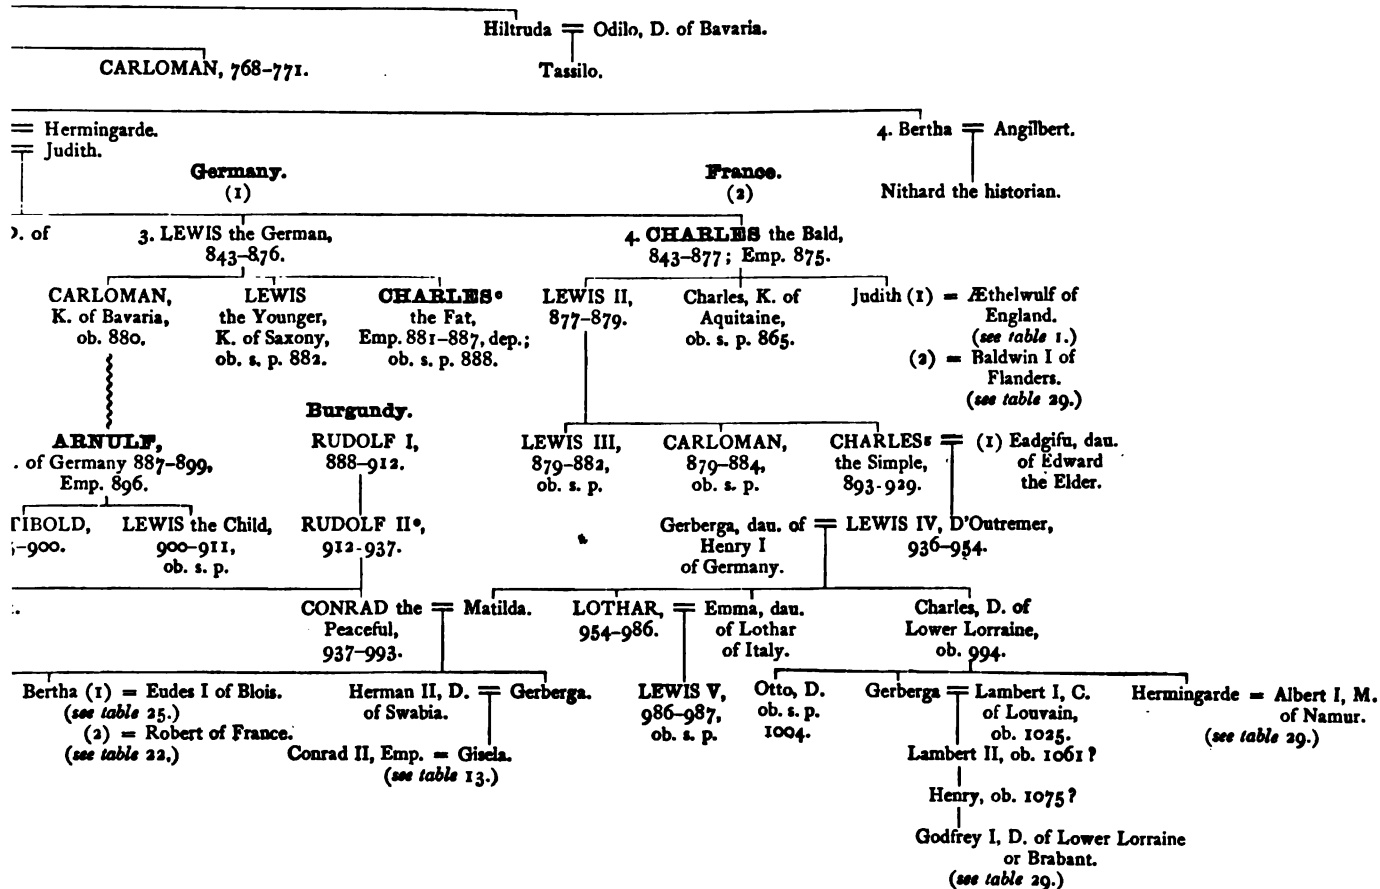 Hiltruda = Odilo, D. of Bavaria.
CARLOMAN, 768-771.
Tassilo.
= Hermingarde.
= Judith.
4. Bertha = Angilbert.
Germany.
(1)
France.
(2)
Nithard the historian.
D. of
3. LEWIS the German,
843-876.
4. CHARLES the Bald,
843-877; Emp. 875.
CARLOMAN,
K. of Bavaria,
ob. 880.
LEWIS
the Younger,
K. of Saxony,
ob. s. p. 882.
CHARLES
the Fat,
Emp. 881-887, dep.;
ob. s. p. 888.
LEWIS II,
877-879.
Charles, K. of
Aquitaine,
ob. s. p. 865.
Judith (1) = Æthelwulf of
England.
(see table 1.)
(2) = Baldwin I of
Flanders.
(see table 29.)
Burgundy.
ARNULF,
. of Germany 887-899,
Emp. 896.
RUDOLF I,
888-912.
LEWIS III,
879-882,
ob. s. p.
CARLOMAN,
879-884,
ob. s. p.
CHARLES = (1) Eadgifu, dau.
the Simple,
893-929.
of Edward
the Elder.
TIBOLD,
-900.
LEWIS the Child,
900-911,
ob. s. p.
RUDOLF II,
912-937.
Gerberga, dau. of = LEWIS IV, D'Outremer,
Henry I
of Germany.
936-954.
CONRAD the = Matilda.
Peaceful,
937-993.
LOTHAR, = Emma, dau.
954-986.
of Lothar
of Italy.
Charles, D. of
Lower Lorraine,
ob. 994.
Bertha (1) = Eudes I of Blois.
(see table 25.)
(2) = Robert of France.
(see table 22.)
Herman II, D. = Gerberga.
of Swabia.
Conrad II, Emp. = Gisela.
(see table 13.)
LEWIS V,
986-987,
ob. s. p.
Otto, D.
ob. s. p.
1004.
Gerberga = Lambert I, C.
of Louvain,
ob. 1025.
Hermingarde = Albert I, M.
of Namur.
(see table 29.)
Lambert II, ob. 1061?
Henry, ob. 1075?
Godfrey I, D. of Lower Lorraine
or Brabant.
(see table 29.)